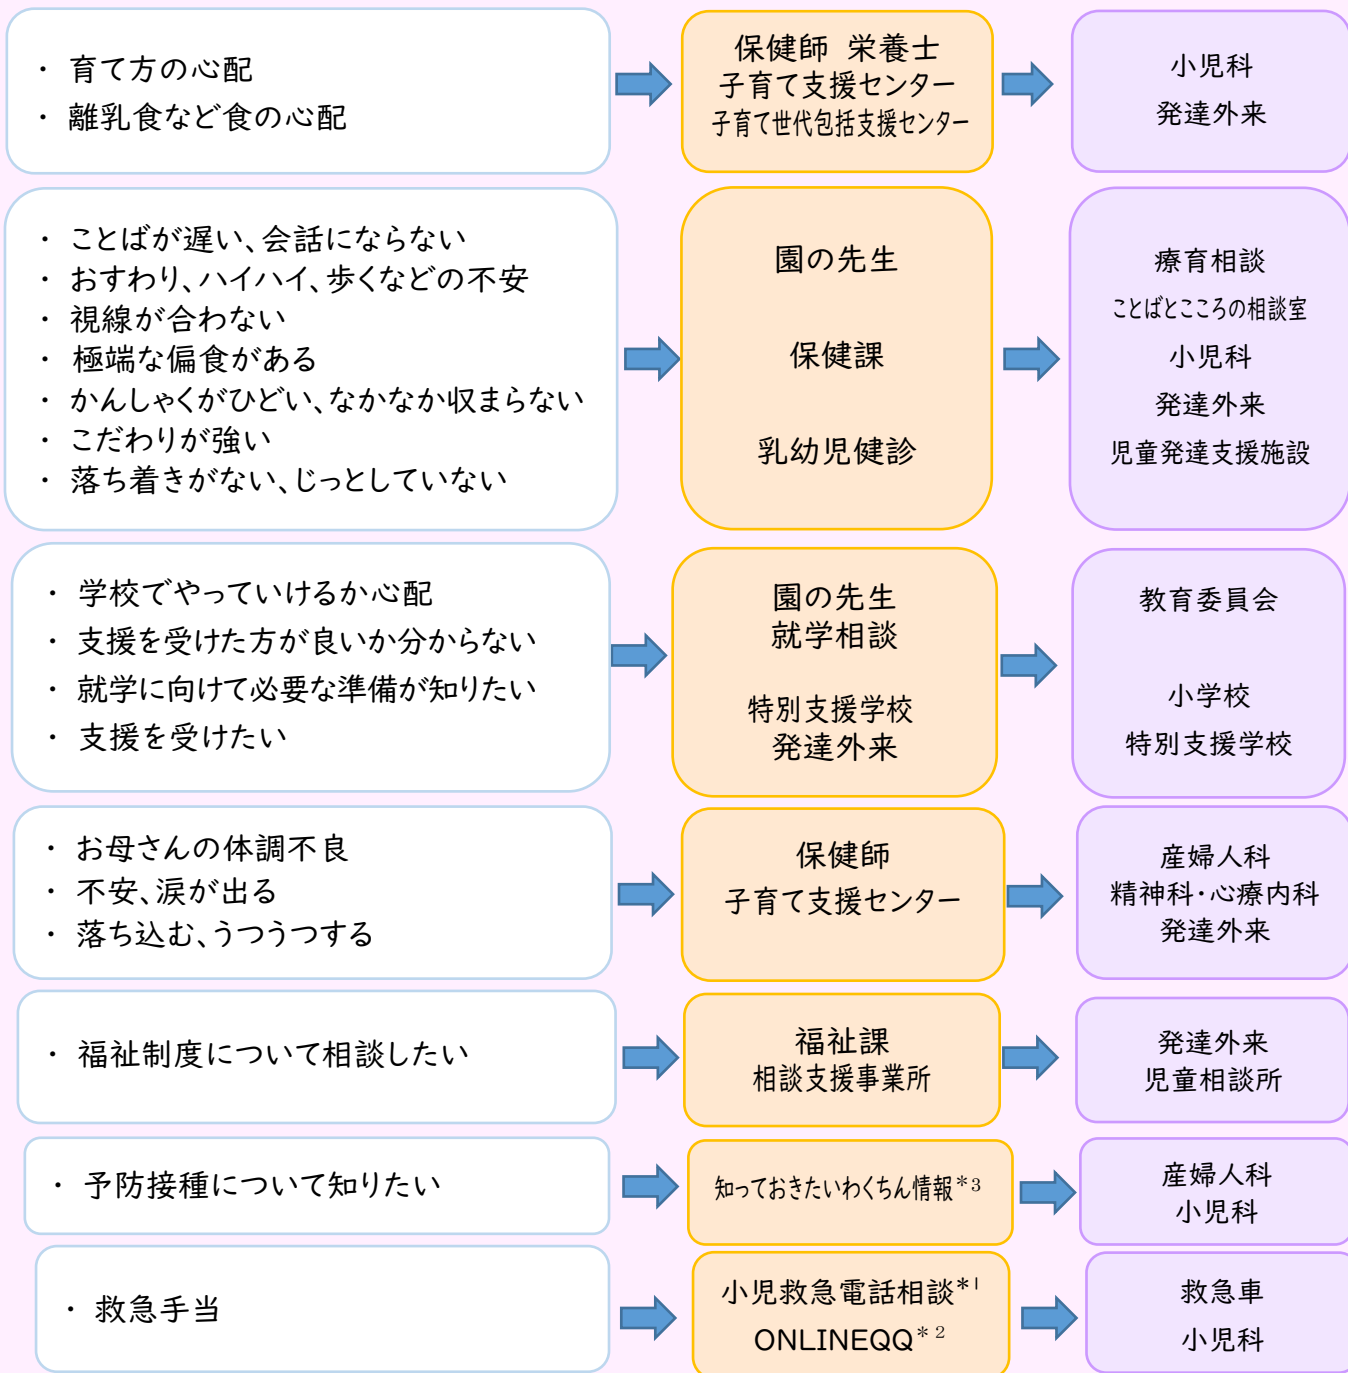 ・ 育て方の心配
・ 離乳食など食の心配
保健師 栄養士
子育て支援センター
子育て世代包括支援センター
小児科
発達外来
・ ことばが遅い、会話にならない
・ おすわり、ハイハイ、歩くなどの不安
・ 視線が合わない
・ 極端な偏食がある
・ かんしゃくがひどい、なかなか収まらない
・ こだわりが強い
・ 落ち着きがない、じっとしていない
園の先生
保健課
乳幼児健診
療育相談
ことばとこころの相談室
小児科
発達外来
児童発達支援施設
・ 学校でやっていけるか心配
・ 支援を受けた方が良いか分からない
・ 就学に向けて必要な準備が知りたい
・ 支援を受けたい
園の先生
就学相談
特別支援学校
発達外来
教育委員会
小学校
特別支援学校
・ お母さんの体調不良
・ 不安、涙が出る
・ 落ち込む、うつうつする
保健師
子育て支援センター
産婦人科
精神科・心療内科
発達外来
・ 福祉制度について相談したい
福祉課
相談支援事業所
発達外来
児童相談所
・ 予防接種について知りたい
知っておきたいわくちん情報*3
産婦人科
小児科
・ 救急手当
小児救急電話相談*1
ONLINEQQ*2
救急車
小児科